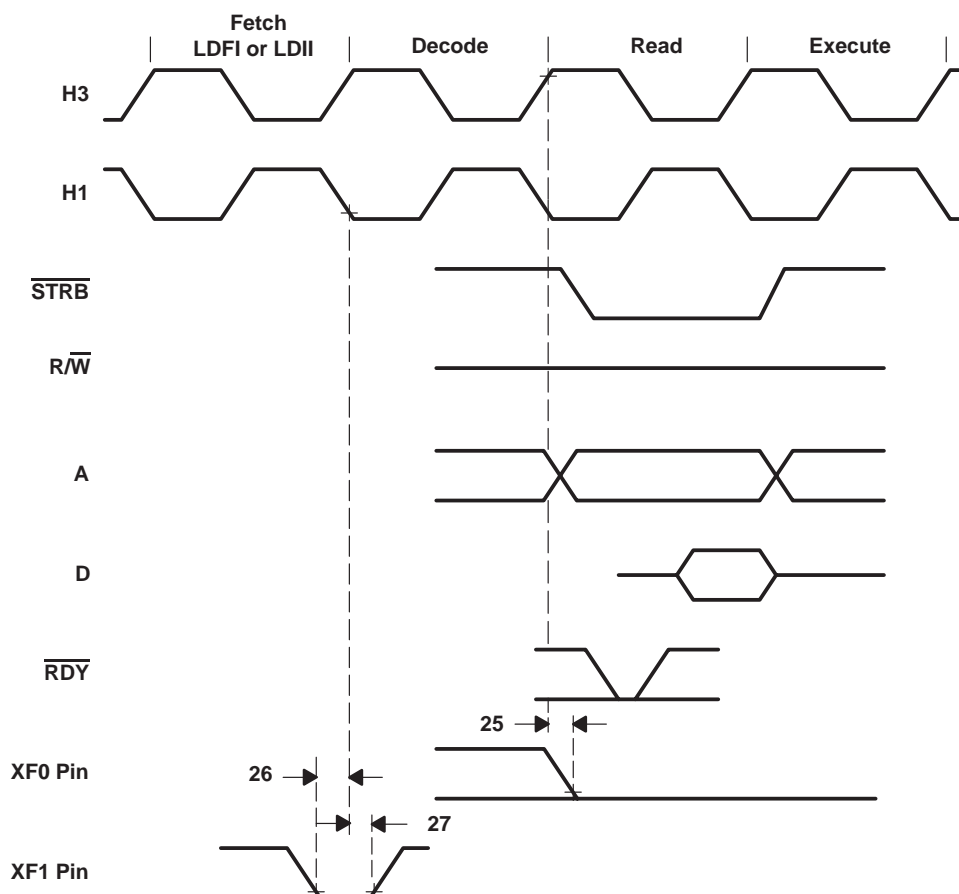 Fetch
LDFI or LDII
Decode
Read
Execute
H3
H1
STRB
R/W
A
D
RDY
25
XF0 Pin
26
27
XF1 Pin